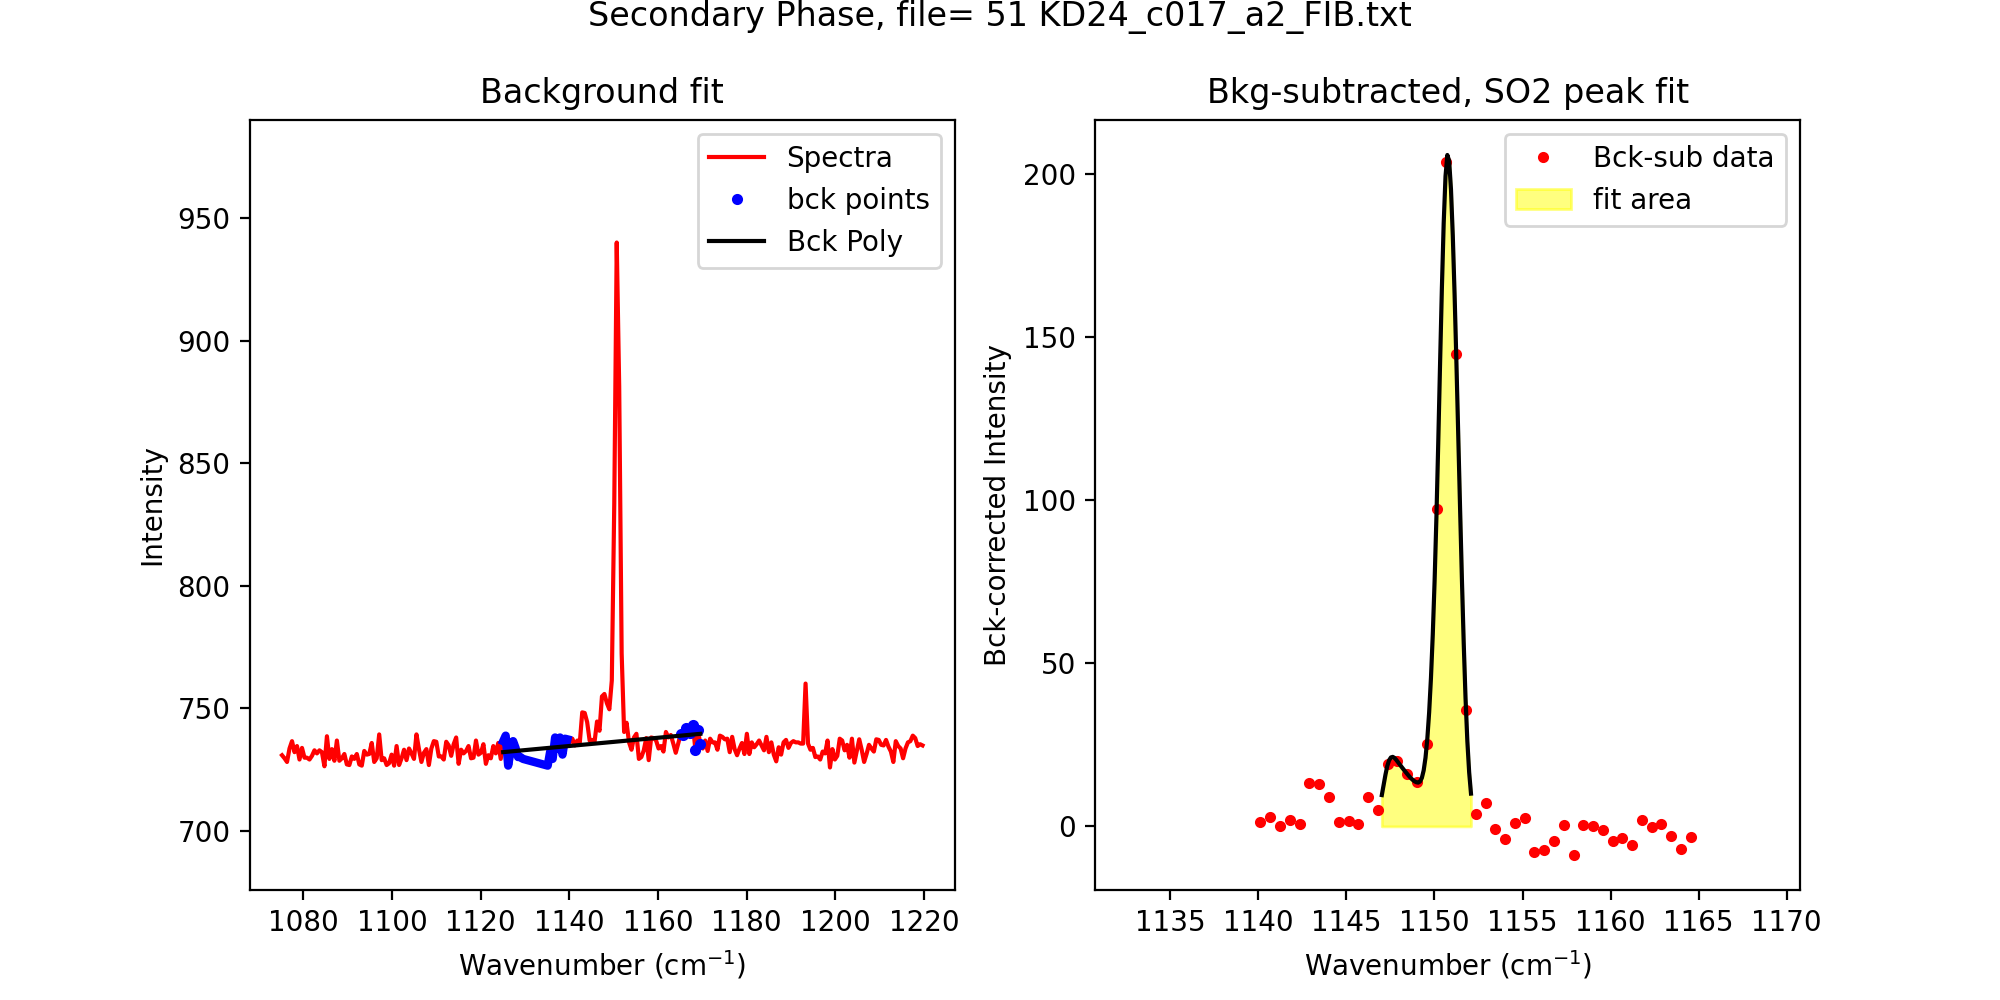 Secondary Phase, file= 51 KD24_c017_a2_FIB.txt
Background fit
Spectra
bck points
Bck Poly
Intensity
950
900
850
800
750
700
1080 1100 1120 1140 1160 1180 1200 1220
Wavenumber (cm⁻¹)
Bkg-subtracted, SO2 peak fit
Bck-sub data
fit area
Bck-corrected Intensity
200
150
100
50
0
1135 1140 1145 1150 1155 1160 1165 1170
Wavenumber (cm⁻¹)